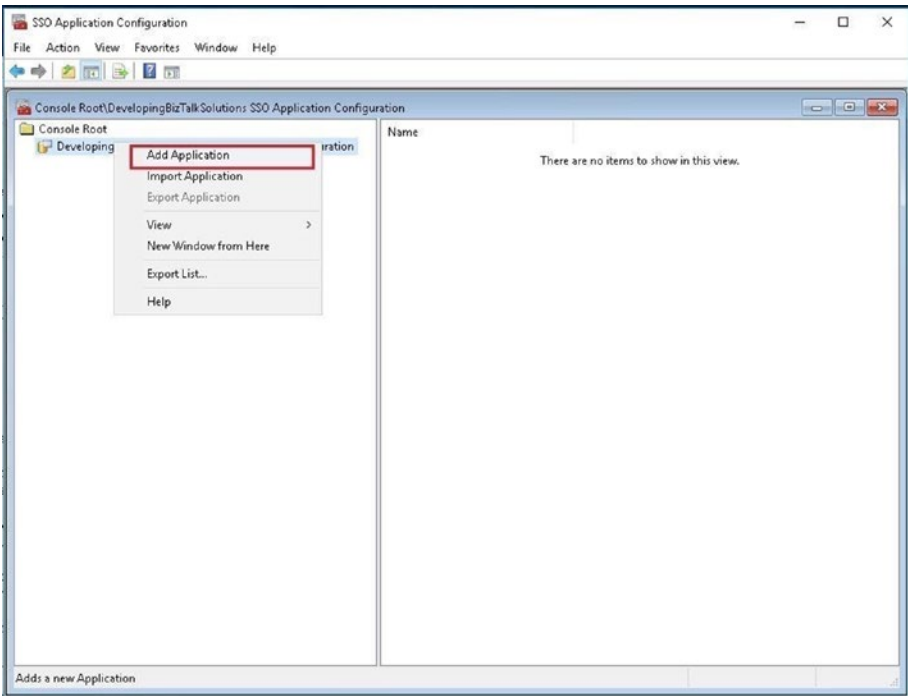 SSO Application Configuration
File Action View Favorites Window Help
Console Root\DevelopingBizTalkSolutions SSO Application Configuration
Console Root
Name
Developing
uration
There are no items to show in this view.
Add Application
Import Application
Export Application
View
New Window from Here
Export List...
Help
Adds a new Application